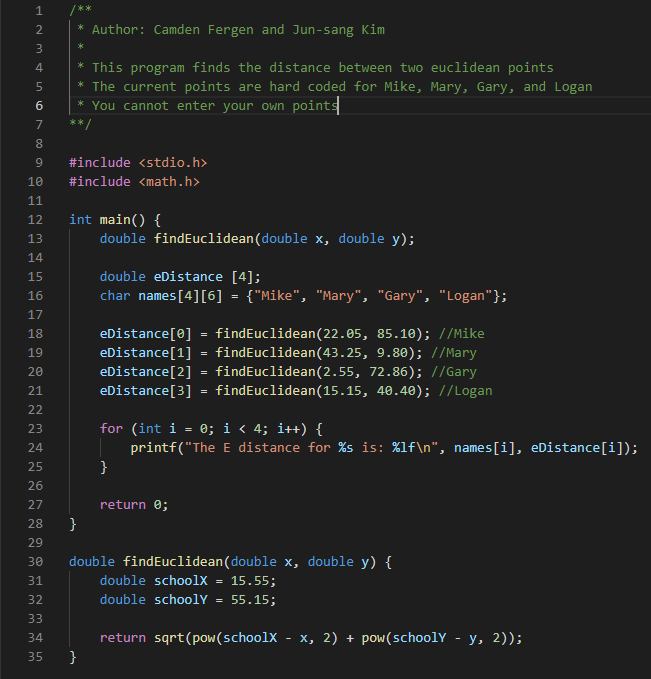 1 /**
2  * Author: Camden Fergen and Jun-sang Kim
3  *
4  * This program finds the distance between two euclidean points
5  * The current points are hard coded for Mike, Mary, Gary, and Logan
6  * You cannot enter your own points
7 **/
8
9 #include <stdio.h>
10 #include <math.h>
11
12 int main() {
13     double findEuclidean(double x, double y);
14
15     double eDistance [4];
16     char names[4][6] = {"Mike", "Mary", "Gary", "Logan"};
17
18     eDistance[0] = findEuclidean(22.05, 85.10); //Mike
19     eDistance[1] = findEuclidean(43.25, 9.80); //Mary
20     eDistance[2] = findEuclidean(2.55, 72.86); //Gary
21     eDistance[3] = findEuclidean(15.15, 40.40); //Logan
22
23     for (int i = 0; i < 4; i++) {
24         printf("The E distance for %s is: %lf\n", names[i], eDistance[i]);
25     }
26
27     return 0;
28 }
29
30 double findEuclidean(double x, double y) {
31     double schoolX = 15.55;
32     double schoolY = 55.15;
33
34     return sqrt(pow(schoolX - x, 2) + pow(schoolY - y, 2));
35 }